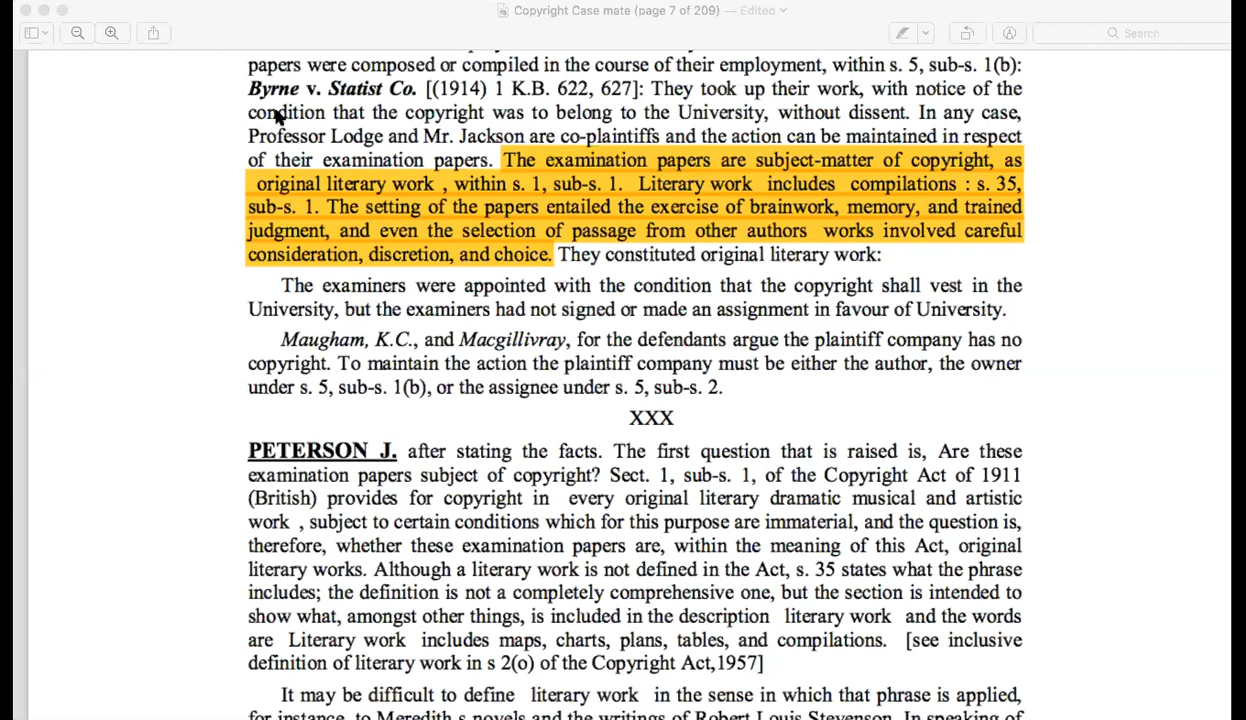 Copyright Case mate (page 7 of 209) — Edited
Search
papers were composed or compiled in the course of their employment, within s. 5, sub-s. 1(b):
Byrne v. Statist Co. [(1914) 1 K.B. 622, 627]: They took up their work, with notice of the
condition that the copyright was to belong to the University, without dissent. In any case,
Professor Lodge and Mr. Jackson are co-plaintiffs and the action can be maintained in respect
of their examination papers. The examination papers are subject-matter of copyright, as
original literary work , within s. 1, sub-s. 1. Literary work includes compilations : s. 35,
sub-s. 1. The setting of the papers entailed the exercise of brainwork, memory, and trained
judgment, and even the selection of passage from other authors works involved careful
consideration, discretion, and choice. They constituted original literary work:
The examiners were appointed with the condition that the copyright shall vest in the
University, but the examiners had not signed or made an assignment in favour of University.
Maugham, K.C., and Macgillivray, for the defendants argue the plaintiff company has no
copyright. To maintain the action the plaintiff company must be either the author, the owner
under s. 5, sub-s. 1(b), or the assignee under s. 5, sub-s. 2.
XXX
PETERSON J. after stating the facts. The first question that is raised is, Are these
examination papers subject of copyright? Sect. 1, sub-s. 1, of the Copyright Act of 1911
(British) provides for copyright in every original literary dramatic musical and artistic
work , subject to certain conditions which for this purpose are immaterial, and the question is,
therefore, whether these examination papers are, within the meaning of this Act, original
literary works. Although a literary work is not defined in the Act, s. 35 states what the phrase
includes; the definition is not a completely comprehensive one, but the section is intended to
show what, amongst other things, is included in the description literary work and the words
are Literary work includes maps, charts, plans, tables, and compilations. [see inclusive
definition of literary work in s 2(o) of the Copyright Act,1957]
It may be difficult to define literary work in the sense in which that phrase is applied,
for instance, to Meredith s novels and the writings of Robert Louis Stevenson. In speaking of